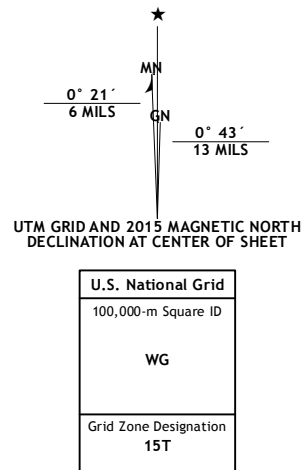 MN
0° 21´
6 MILS
GN
0° 43´
13 MILS
UTM GRID AND 2015 MAGNETIC NORTH
DECLINATION AT CENTER OF SHEET
U.S. National Grid
100,000-m Square ID
WG
Grid Zone Designation
15T